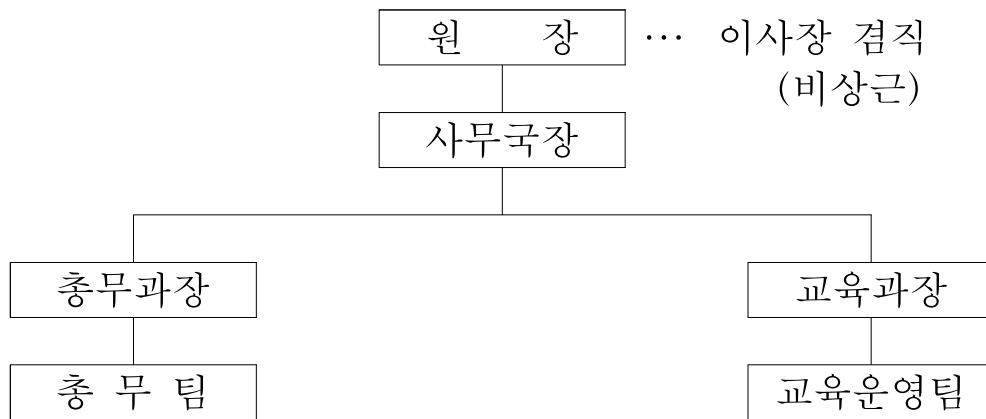 원 장 … 이사장 겸직
(비상근)
사무국장
총무과장 교육과장
총 무 팀 교육운영팀